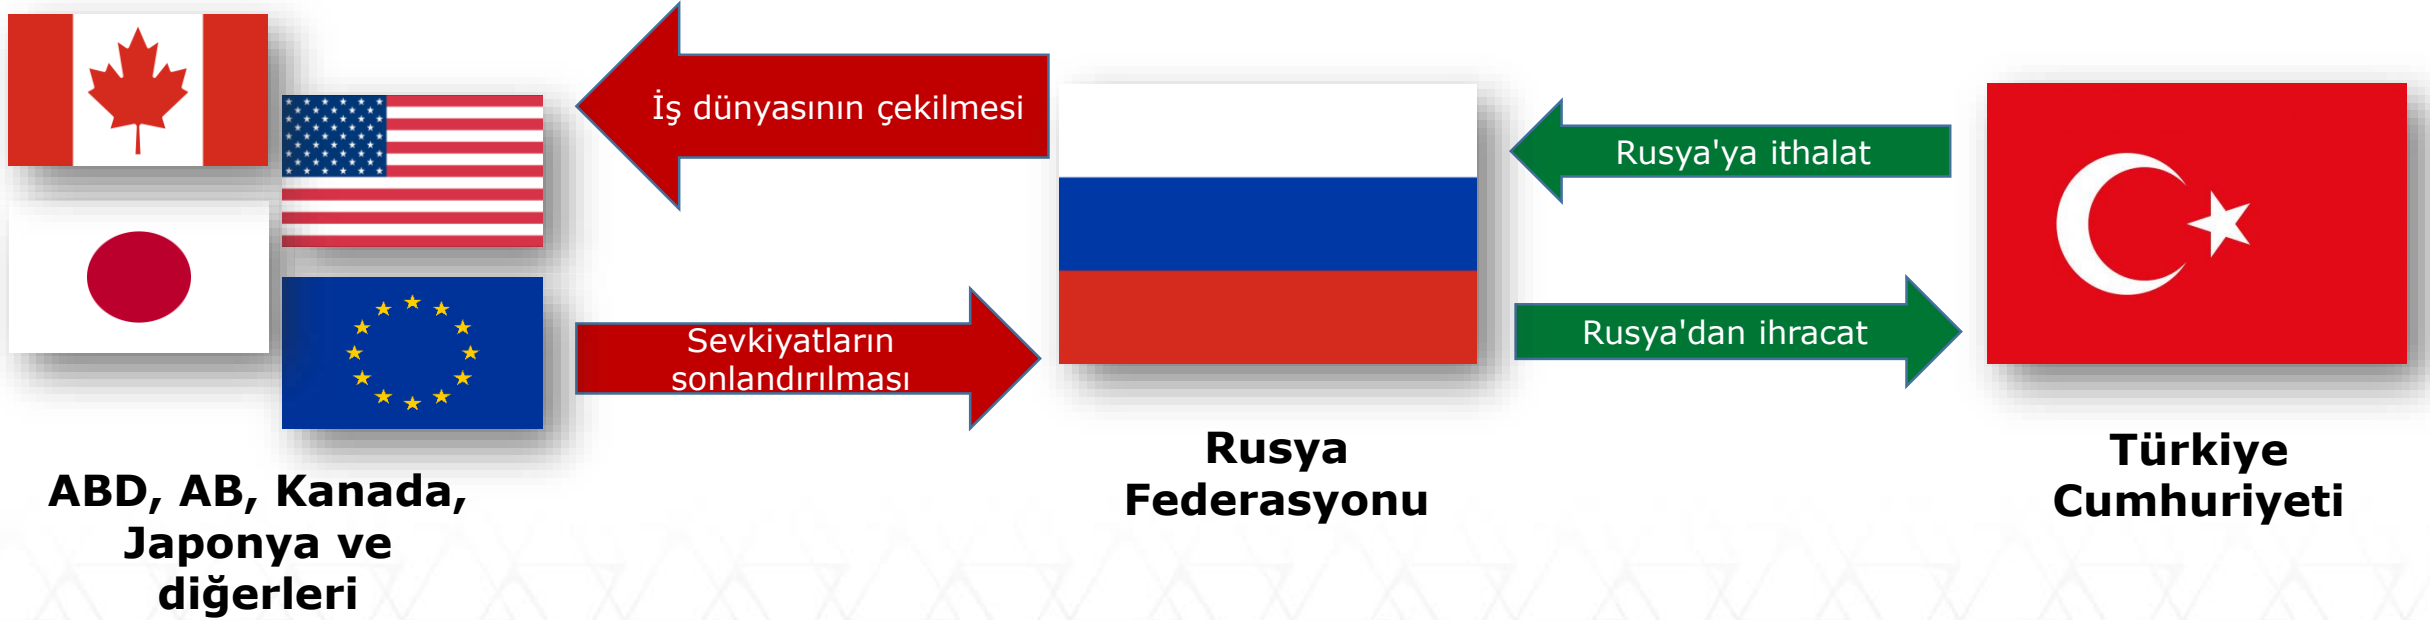 İş dünyasının çekilmesi
Sevkiyatların
sonlandırılması
Rusya'ya ithalat
Rusya'dan ihracat
ABD, AB, Kanada,
Japonya ve
diğerleri
Rusya
Federasyonu
Türkiye
Cumhuriyeti